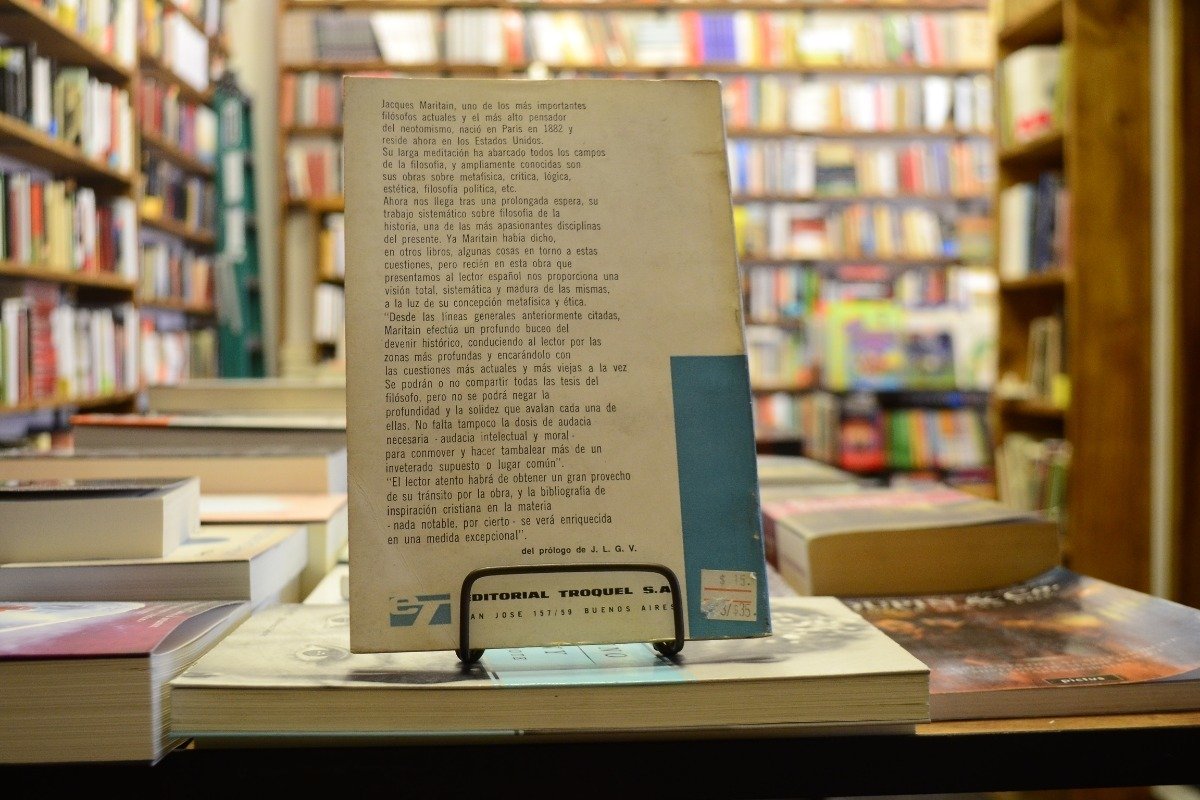 Jacques Maritain, uno de los más importantes
filósofos actuales y el más alto pensador
del neotomismo, nació en París en 1882 y
reside ahora en los Estados Unidos.
Su larga meditación ha abarcado todos los campos
de la filosofía, y ampliamente conocidas son
sus obras sobre metafísica, crítica, lógica,
estética, filosofía política, etc.
Ahora nos llega tras una prolongada espera, su
trabajo sistemático sobre filosofía de la
historia, una de las más apasionantes disciplinas
del presente. Ya Maritain había dicho,
en otros libros, algunas cosas en torno a estas
cuestiones, pero recién en esta obra que
presentamos al lector español nos proporciona una
visión total, sistemática y madura de las mismas,
a la luz de su concepción metafísica y ética.
"Desde las líneas generales anteriormente citadas,
Maritain efectúa un profundo buceo del
devenir histórico, conduciendo al lector por las
zonas más profundas y encarándolo con
las cuestiones más actuales y más viejas a la vez
Se podrán o no compartir todas las tesis del
filósofo, pero no se podrá negar la
profundidad y la solidez que avalan cada una de
ellas. No falta tampoco la dosis de audacia
necesaria - audacia intelectual y moral -
para conmover y hacer tambalear más de un
inveterado supuesto o lugar común".
"El lector atento habrá de obtener un gran provecho
de su tránsito por la obra, y la bibliografía de
inspiración cristiana en la materia
- nada notable, por cierto - se verá enriquecida
en una medida excepcional".
del prólogo de J. L. G. V.
ET
EDITORIAL TROQUEL S.A
SAN JOSE 157/59 BUENOS AIRES
$ 15.
3/$35
pictus